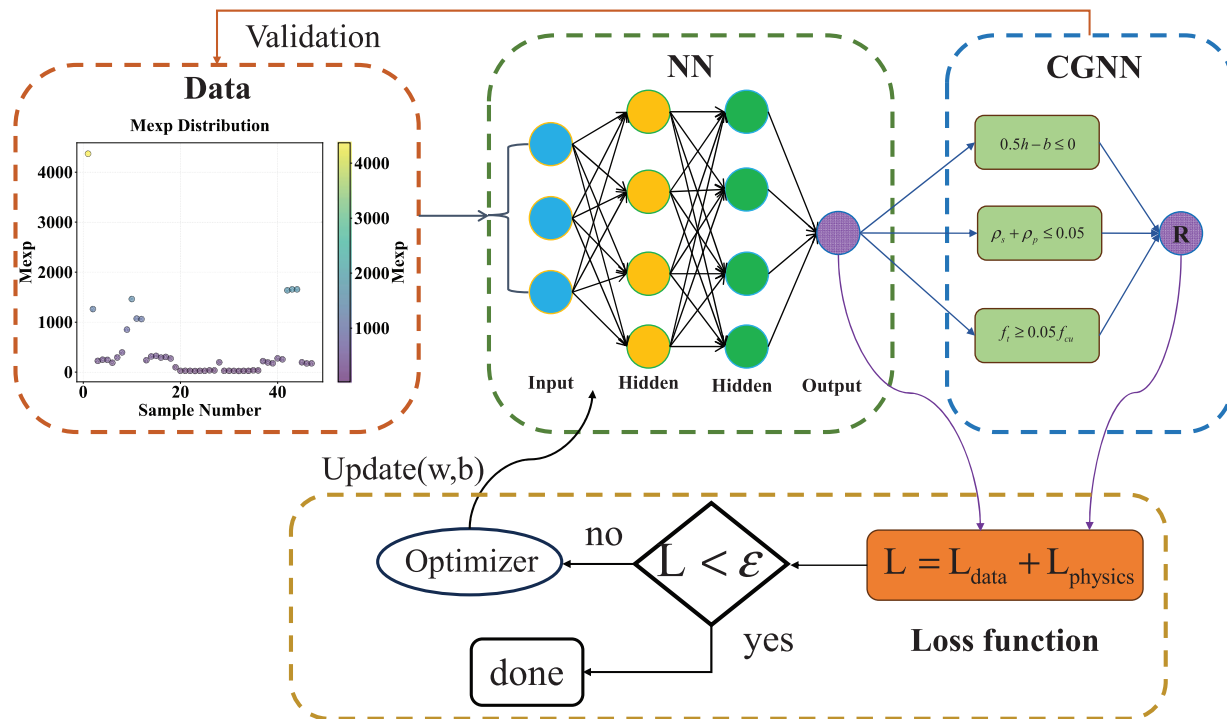 Validation
Data
Mexp Distribution
4000
3000
2000
1000
0
Mexp
0
20
40
Sample Number
4000
3000
2000
1000
Mexp
NN
Input
Hidden
Hidden
Output
CGNN
0.5h − b ≤ 0
ρs + ρp ≤ 0.05
ft ≥ 0.05 fcu
R
Update(w,b)
Optimizer
no
L < ε
yes
done
L = Ldata + Lphysics
Loss function